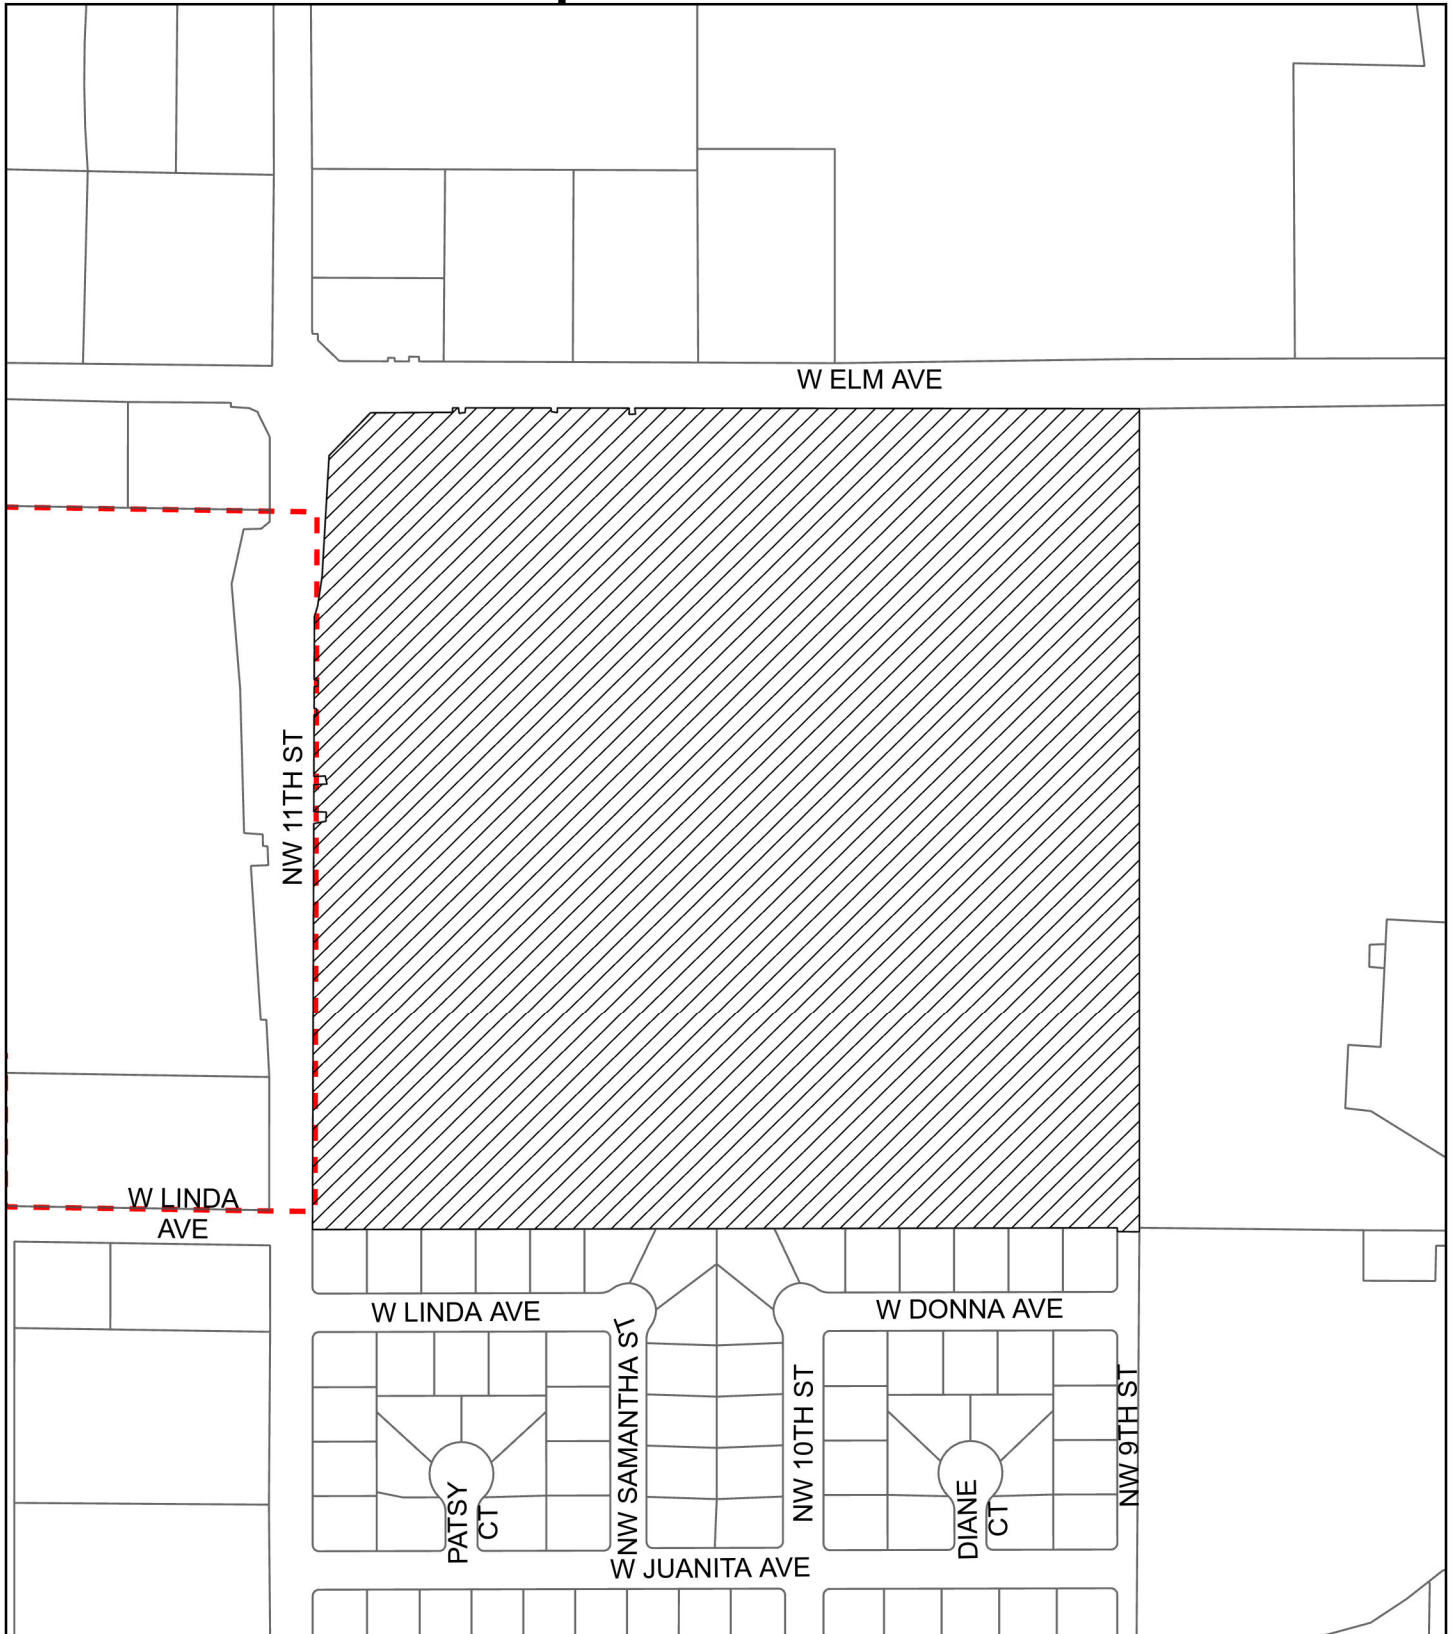 W ELM AVE
NW 11TH ST
W LINDA
AVE
W LINDA AVE
W DONNA AVE
NW SAMANTHA ST
NW 10TH ST
NW 9TH ST
PATSY
CT
DIANE
CT
W JUANITA AVE